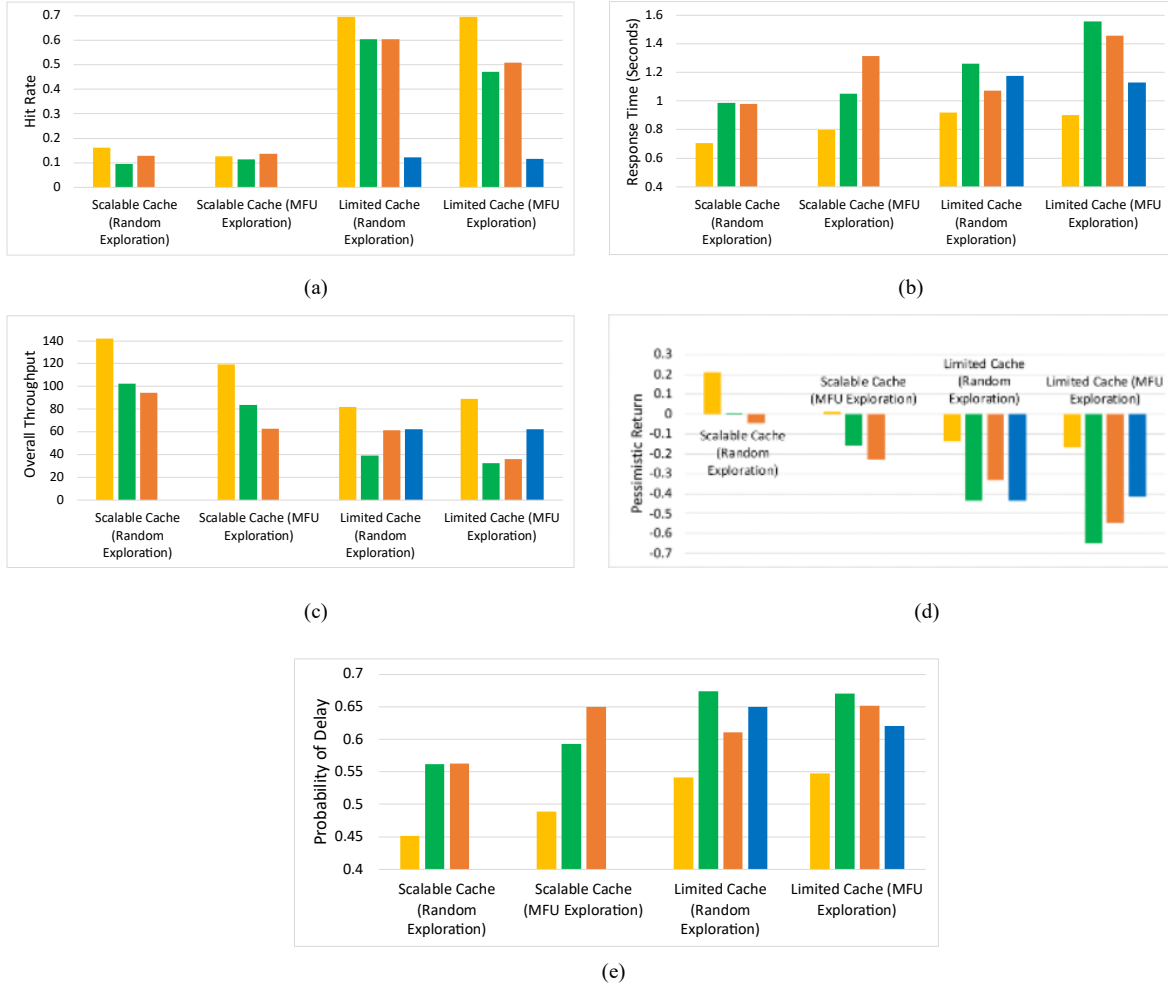 0.7
0.6
0.5
0.4
0.3
0.2
0.1
0
Hit Rate
Scalable Cache
(Random
Exploration)
Scalable Cache (MFU
Exploration)
Limited Cache
(Random
Exploration)
Limited Cache (MFU
Exploration)
(a)
1.6
1.4
1.2
1
0.8
0.6
0.4
Response Time (Seconds)
Scalable Cache
(Random
Exploration)
Scalable Cache (MFU
Exploration)
Limited Cache
(Random
Exploration)
Limited Cache (MFU
Exploration)
(b)
140
120
100
80
60
40
20
0
Overall Throughput
Scalable Cache
(Random
Exploration)
Scalable Cache (MFU
Exploration)
Limited Cache
(Random
Exploration)
Limited Cache (MFU
Exploration)
(c)
0.3
0.2
0.1
0
-0.1
-0.2
-0.3
-0.4
-0.5
-0.6
-0.7
Pessimistic Return
Scalable Cache
(Random
Exploration)
Scalable Cache
(MFU Exploration)
Limited Cache
(Random
Exploration)
Limited Cache (MFU
Exploration)
(d)
0.7
0.65
0.6
0.55
0.5
0.45
0.4
Probability of Delay
Scalable Cache
(Random
Exploration)
Scalable Cache
(MFU Exploration)
Limited Cache
(Random
Exploration)
Limited Cache (MFU
Exploration)
(e)